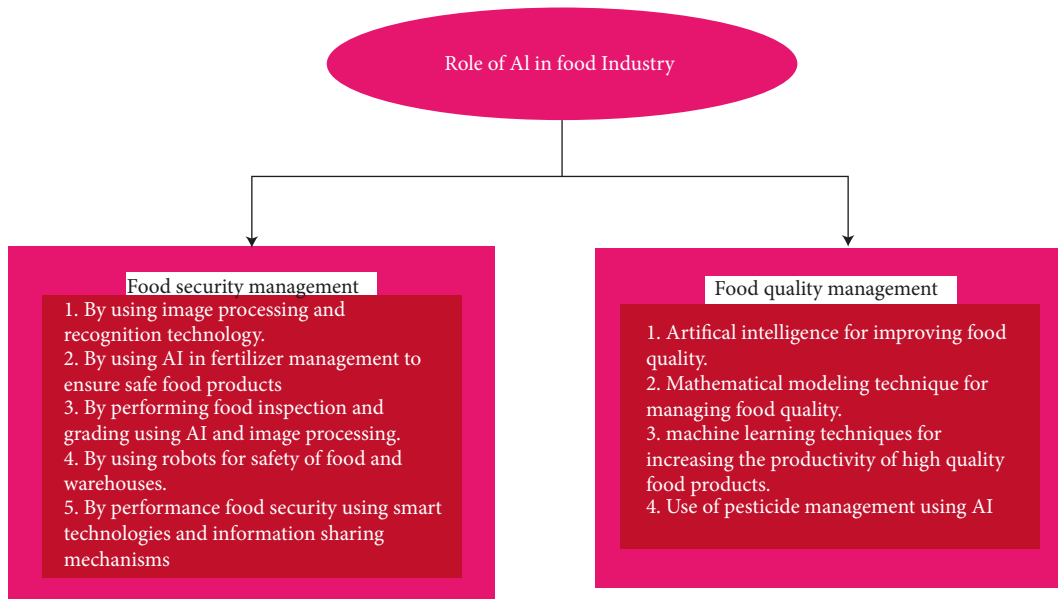 Role of Al in food Industry
Food security management
1. By using image processing and
recognition technology.
2. By using AI in fertilizer management to
ensure safe food products
3. By performing food inspection and
grading using AI and image processing.
4. By using robots for safety of food and
warehouses.
5. By performance food security using smart
technologies and information sharing
mechanisms
Food quality management
1. Artifical intelligence for improving food
quality.
2. Mathematical modeling technique for
managing food quality.
3. machine learning techniques for
increasing the productivity of high quality
food products.
4. Use of pesticide management using AI